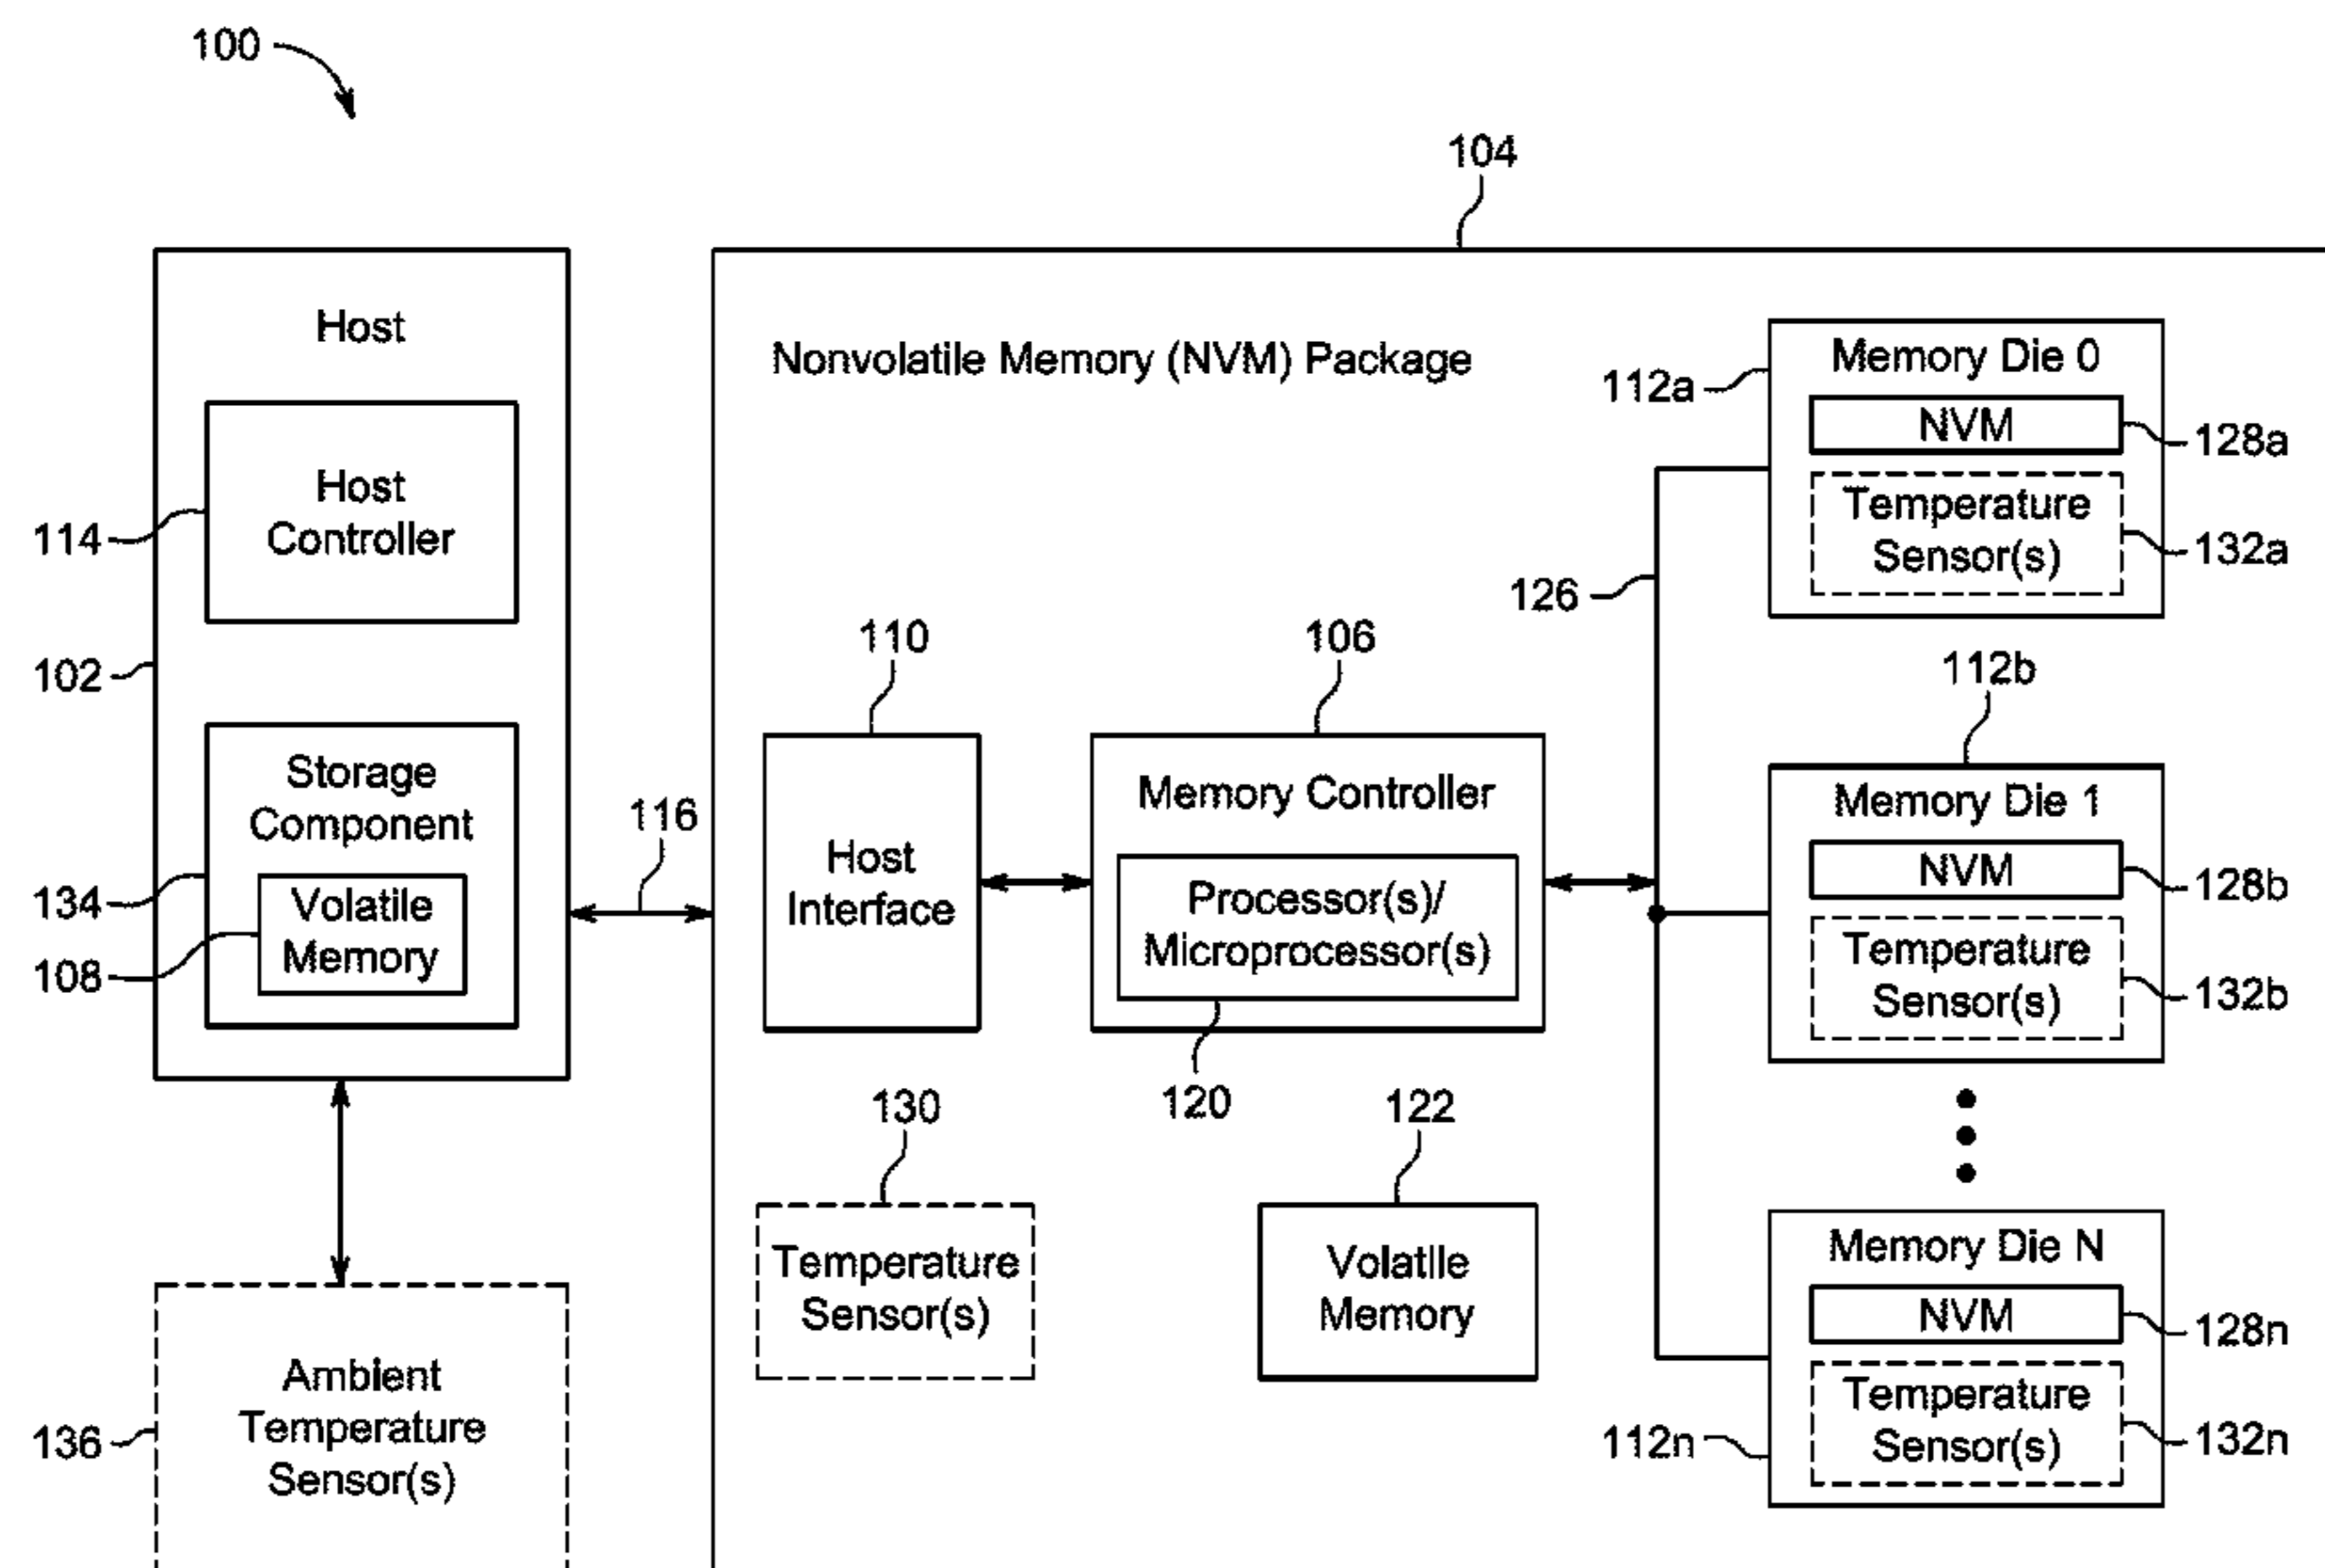 100
104
Host
Nonvolatile Memory (NVM) Package
Memory Die 0
112a
NVM
128a
Host
Controller
114
Temperature
Sensor(s)
132a
126
102
110
106
112b
Storage
Component
134
Volatile
Memory
108
116
Host
Interface
Memory Controller
Processor(s)/
Microprocessor(s)
Memory Die 1
NVM
128b
Temperature
Sensor(s)
132b
120
130
122
Temperature
Sensor(s)
Volatile
Memory
Memory Die N
NVM
128n
Temperature
Sensor(s)
132n
112n
Ambient
Temperature
Sensor(s)
136